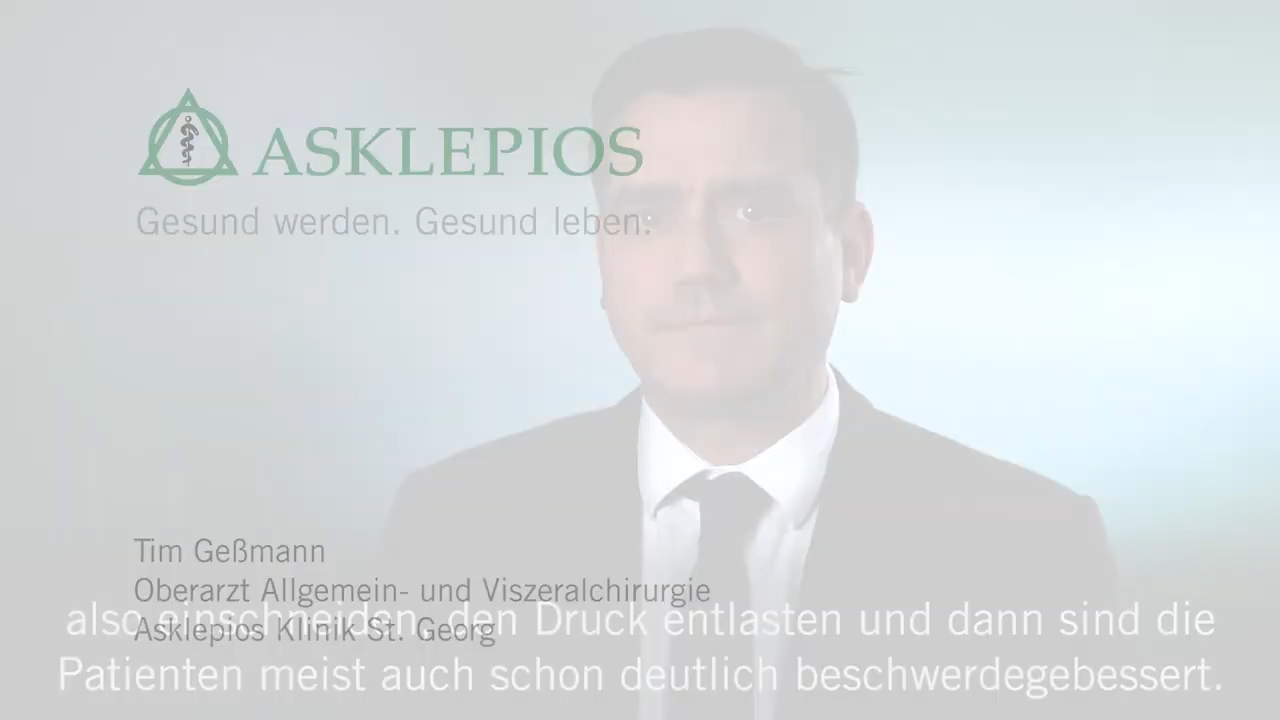 ASKLEPIOS
Gesund werden. Gesund leben.
Tim Geßmann
Oberarzt Allgemein- und Viszeralchirurgie
Asklepios Klinik St. Georg
also einschneiden, den Druck entlasten und dann sind die
Patienten meist auch schon deutlich beschwerdegebessert.